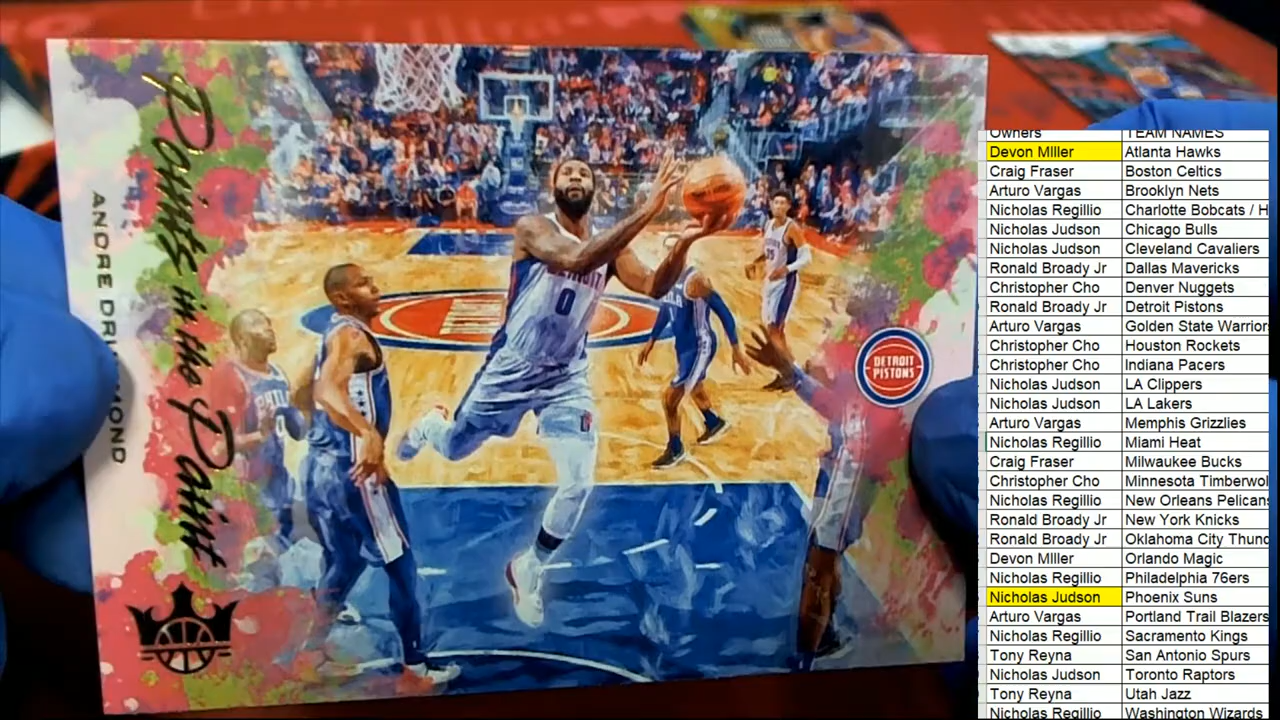 Points in the Paint
ANDRE DRUMMOND
DETROIT
0
PHIL
DETROIT
PISTONS
Owners TEAM NAMES
Devon MIller Atlanta Hawks
Craig Fraser Boston Celtics
Arturo Vargas Brooklyn Nets
Nicholas Regillio Charlotte Bobcats / H
Nicholas Judson Chicago Bulls
Nicholas Judson Cleveland Cavaliers
Ronald Broady Jr Dallas Mavericks
Christopher Cho Denver Nuggets
Ronald Broady Jr Detroit Pistons
Arturo Vargas Golden State Warriors
Christopher Cho Houston Rockets
Christopher Cho Indiana Pacers
Nicholas Judson LA Clippers
Nicholas Judson LA Lakers
Arturo Vargas Memphis Grizzlies
Nicholas Regillio Miami Heat
Craig Fraser Milwaukee Bucks
Christopher Cho Minnesota Timberwol
Nicholas Regillio New Orleans Pelicans
Ronald Broady Jr New York Knicks
Ronald Broady Jr Oklahoma City Thund
Devon MIller Orlando Magic
Nicholas Regillio Philadelphia 76ers
Nicholas Judson Phoenix Suns
Arturo Vargas Portland Trail Blazers
Nicholas Regillio Sacramento Kings
Tony Reyna San Antonio Spurs
Nicholas Judson Toronto Raptors
Tony Reyna Utah Jazz
Nicholas Regillio Washington Wizards